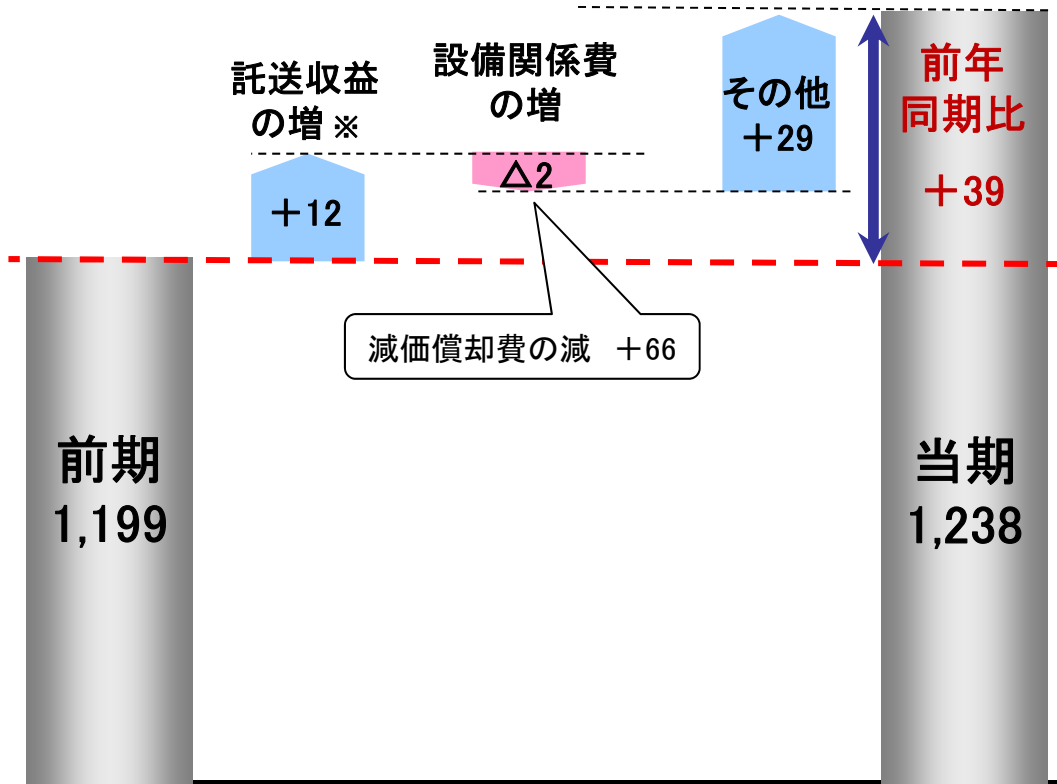 託送収益
の増 ※
＋12
設備関係費
の増
△2
減価償却費の減　＋66
その他
＋29
前年
同期比
＋39
前期
1,199
当期
1,238